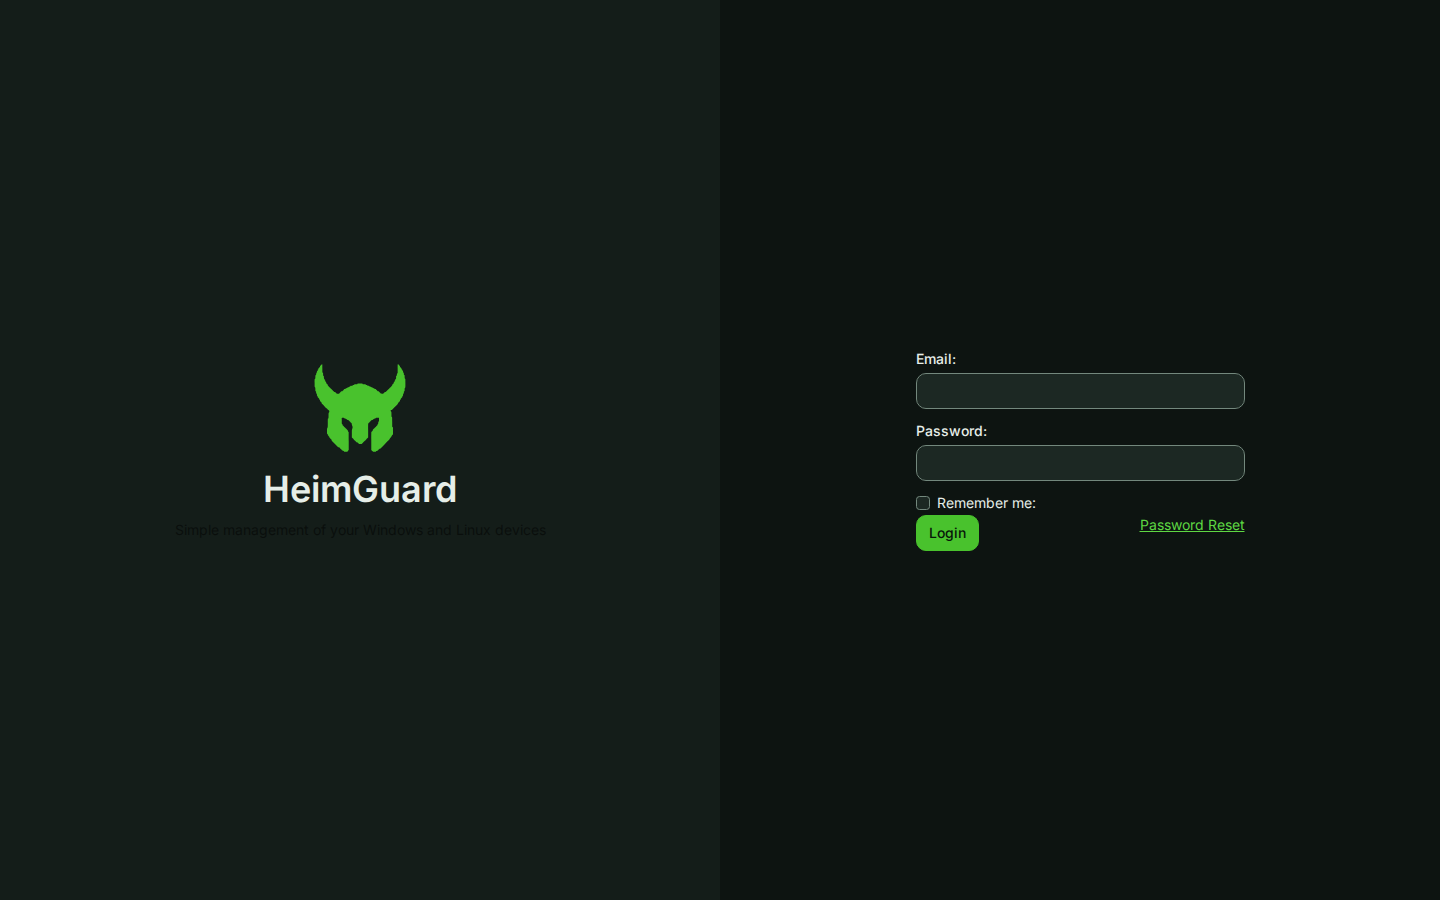 HeimGuard
Simple management of your Windows and Linux devices
Email:
Password:
Remember me:
Login
Password Reset